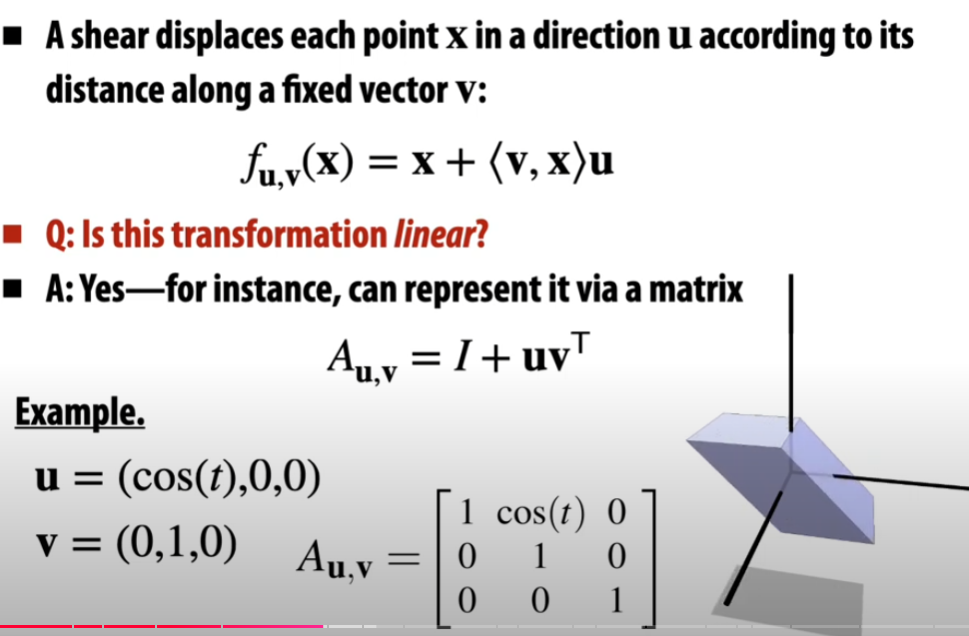 A shear displaces each point x in a direction u according to its
distance along a fixed vector v:
f_{u,v}(x) = x + ⟨v, x⟩u
Q: Is this transformation linear?
A: Yes—for instance, can represent it via a matrix
A_{u,v} = I + uv^T
Example.
u = (cos(t),0,0)
v = (0,1,0)
A_{u,v} = [1 cos(t) 0
0 1 0
0 0 1]